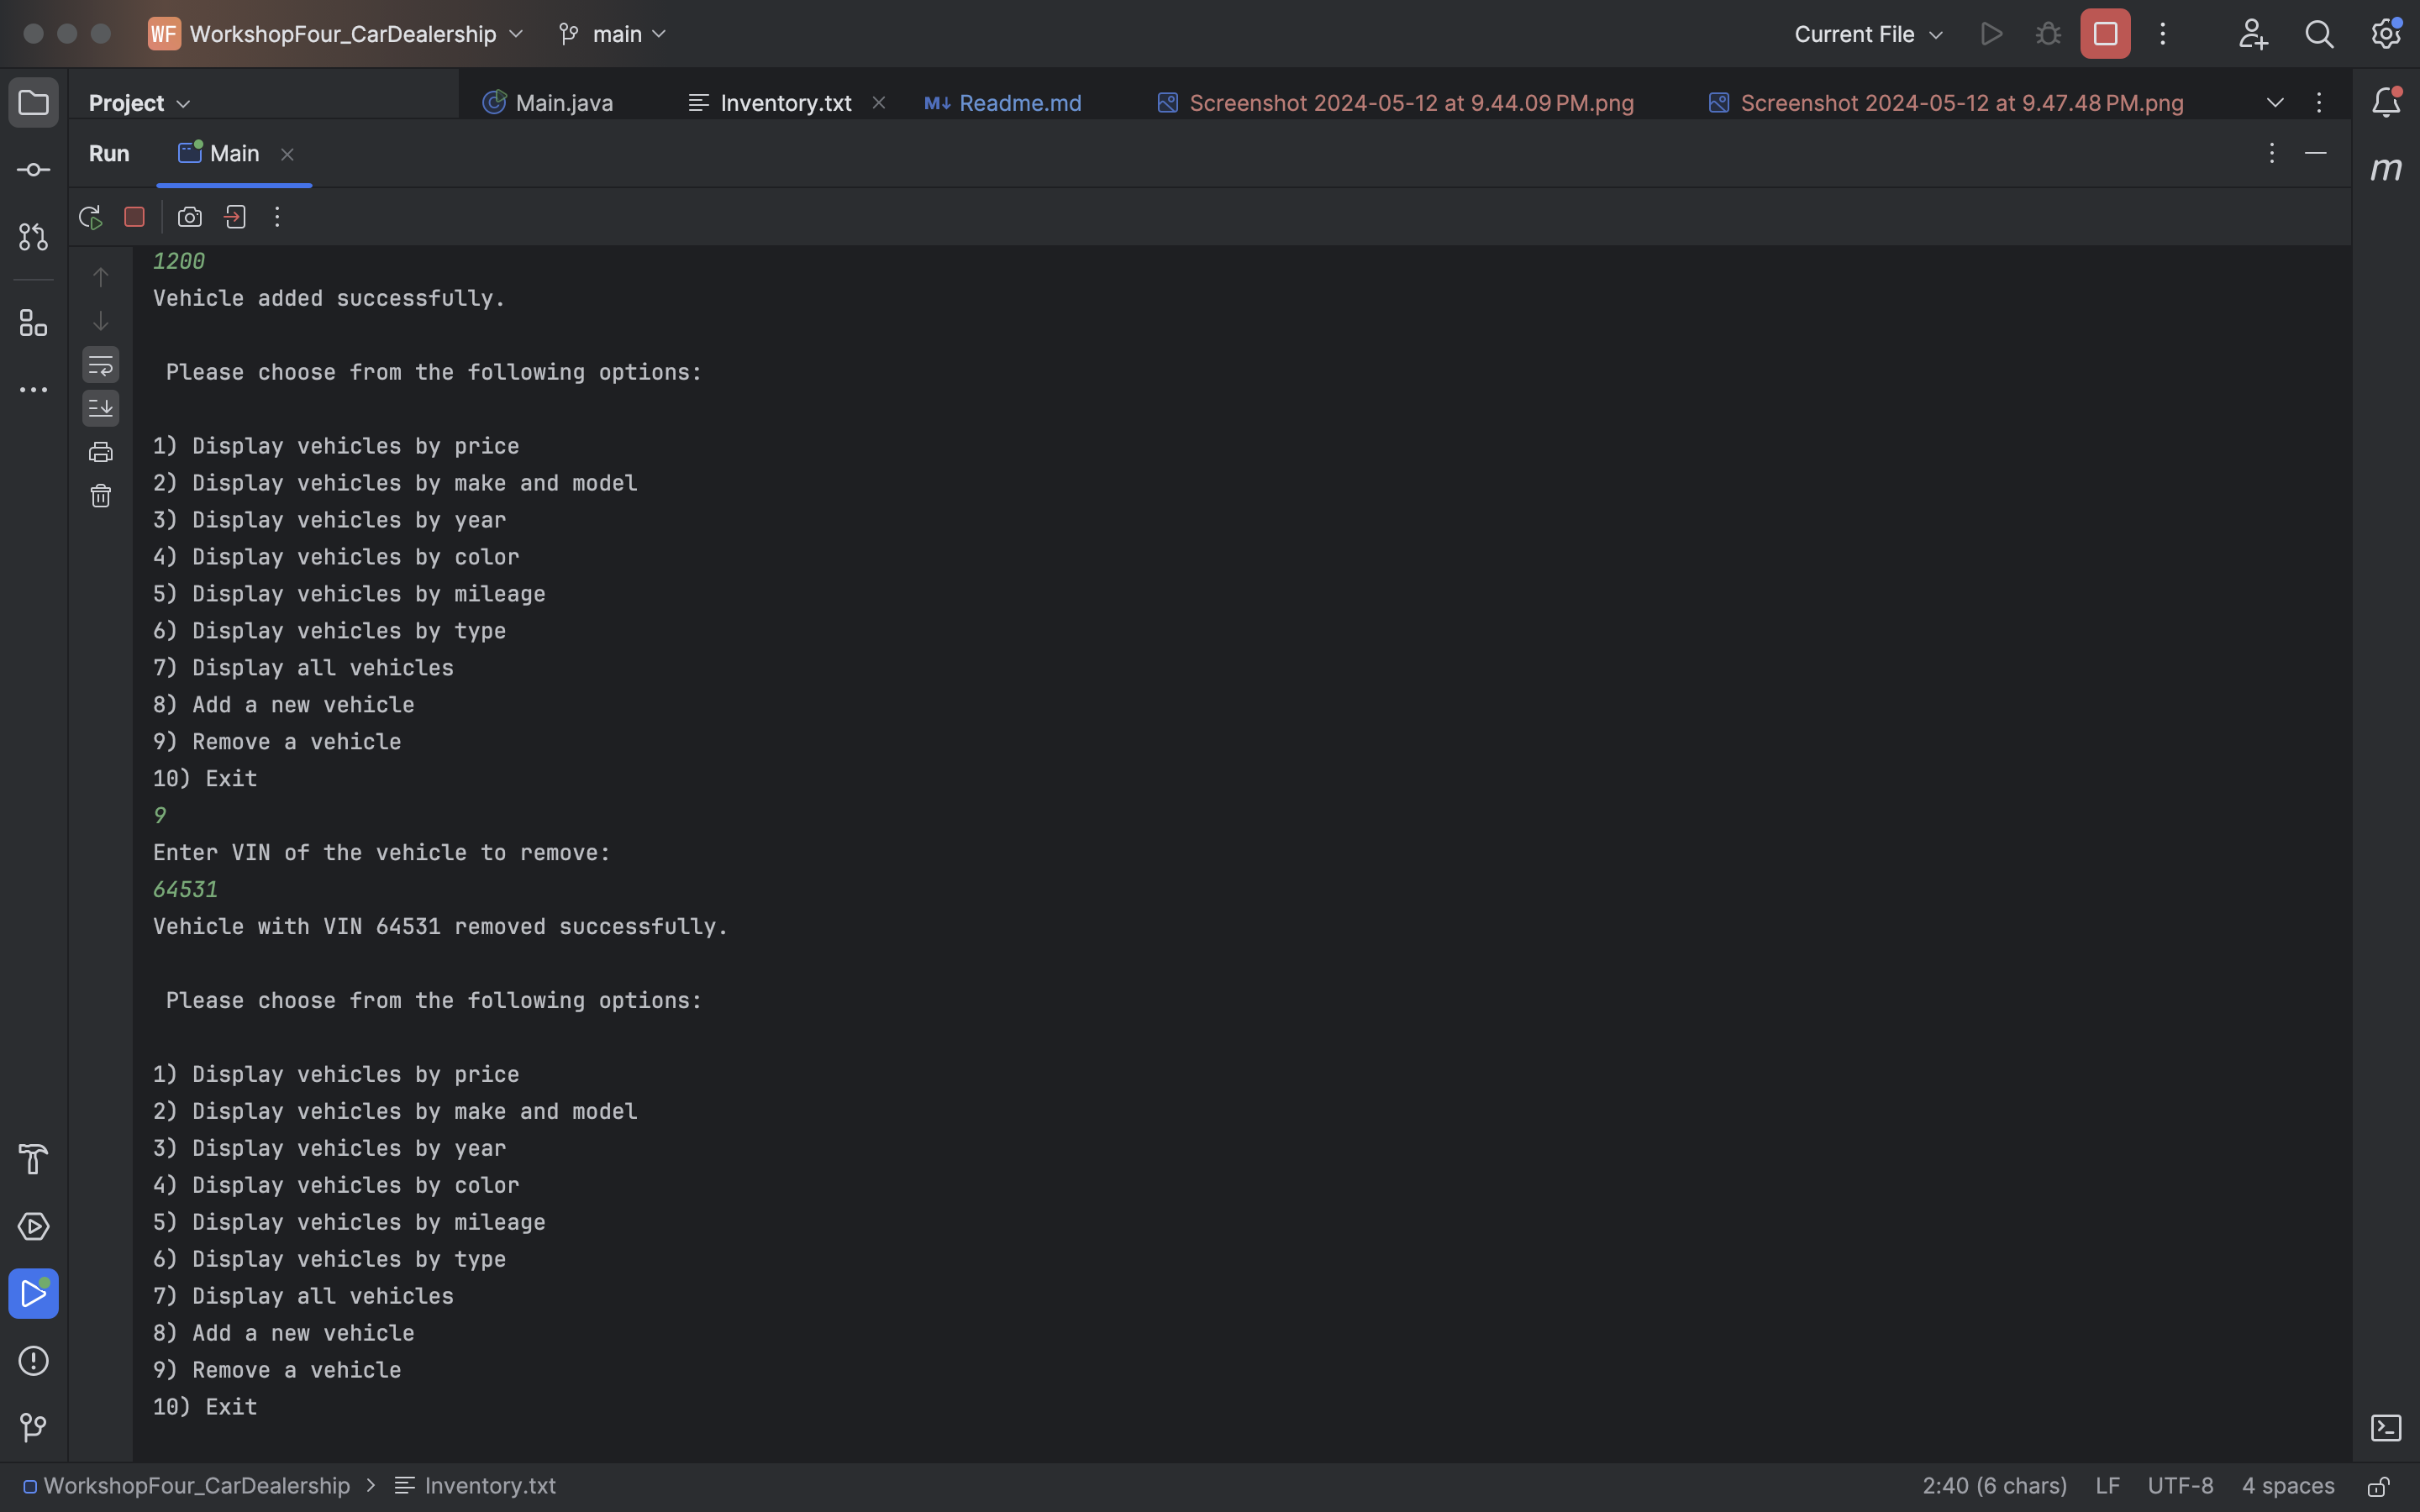 WF WorkshopFour_CarDealership main Current File
Project Main.java Inventory.txt M↓ Readme.md Screenshot 2024-05-12 at 9.44.09 PM.png Screenshot 2024-05-12 at 9.47.48 PM.png
Run Main
m
1200
Vehicle added successfully.
Please choose from the following options:
1) Display vehicles by price
2) Display vehicles by make and model
3) Display vehicles by year
4) Display vehicles by color
5) Display vehicles by mileage
6) Display vehicles by type
7) Display all vehicles
8) Add a new vehicle
9) Remove a vehicle
10) Exit
9
Enter VIN of the vehicle to remove:
64531
Vehicle with VIN 64531 removed successfully.
Please choose from the following options:
1) Display vehicles by price
2) Display vehicles by make and model
3) Display vehicles by year
4) Display vehicles by color
5) Display vehicles by mileage
6) Display vehicles by type
7) Display all vehicles
8) Add a new vehicle
9) Remove a vehicle
10) Exit
WorkshopFour_CarDealership > Inventory.txt 2:40 (6 chars) LF UTF-8 4 spaces